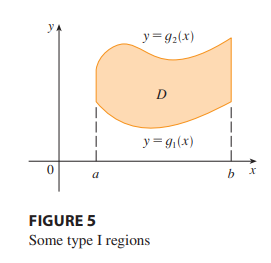 y
y = g₂(x)
D
y = g₁(x)
0
a
b
x
FIGURE 5
Some type I regions